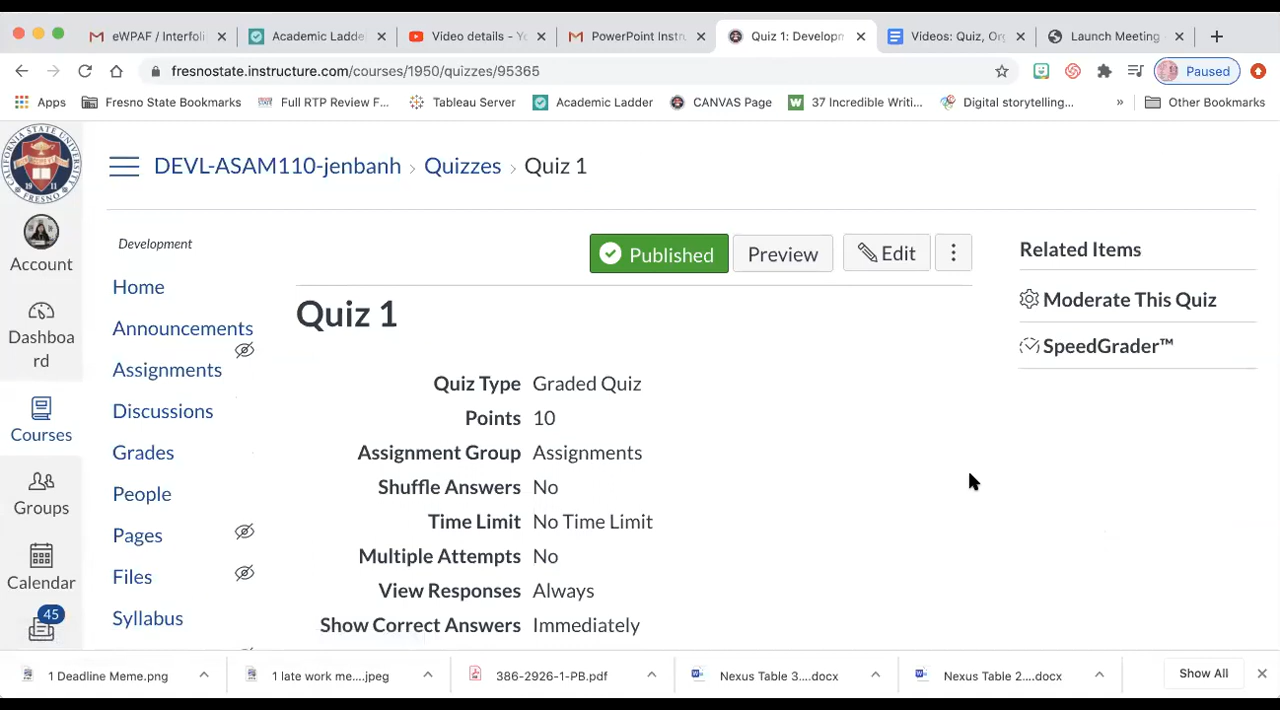 eWPAF / Interfoli
Academic Ladde
Video details - Yo
PowerPoint Instru
Quiz 1: Developm
Videos: Quiz, Org
Launch Meeting -
fresnostate.instructure.com/courses/1950/quizzes/95365
Paused
Apps
Fresno State Bookmarks
Full RTP Review F...
Tableau Server
Academic Ladder
CANVAS Page
37 Incredible Writi...
Digital storytelling...
»
Other Bookmarks
DEVL-ASAM110-jenbanh › Quizzes › Quiz 1
Account
Dashboa
rd
Courses
Groups
Calendar
45
Development
Home
Announcements
Assignments
Discussions
Grades
People
Pages
Files
Syllabus
Published
Preview
Edit
Quiz 1
Quiz Type Graded Quiz
Points 10
Assignment Group Assignments
Shuffle Answers No
Time Limit No Time Limit
Multiple Attempts No
View Responses Always
Show Correct Answers Immediately
Related Items
Moderate This Quiz
SpeedGrader™
1 Deadline Meme.png
1 late work me....jpeg
386-2926-1-PB.pdf
Nexus Table 3....docx
Nexus Table 2....docx
Show All